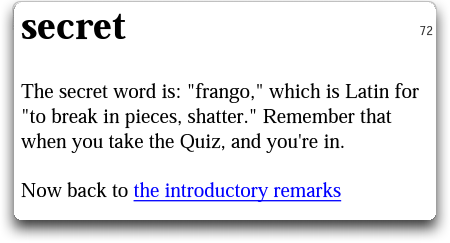 secret
72
The secret word is: "frango," which is Latin for
"to break in pieces, shatter." Remember that
when you take the Quiz, and you're in.
Now back to the introductory remarks